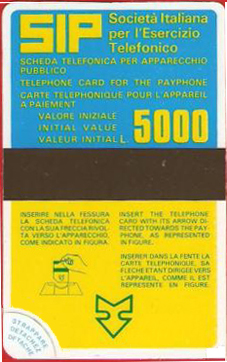 SIP
Società Italiana
per l'Esercizio
Telefonico
SCHEDA TELEFONICA PER APPARECCHIO
PUBBLICO
TELEPHONE CARD FOR THE PAYPHONE
CARTE TELEPHONIQUE POUR L'APPAREIL
A PAIEMENT
VALORE INIZIALE
INITIAL VALUE
VALEUR INITIAL L. 5000
INSERIRE NELLA FESSURA
LA SCHEDA TELEFONICA
CON LA SUA FRECCIA RIVOL-
TA VERSO L'APPARECCHIO,
COME INDICATO IN FIGURA.
INSERT THE TELEPHONE
CARD WITH ITS ARROW DI-
RECTED TOWARDS THE PAY-
PHONE, AS REPRESENTED
IN FIGURE.
INSERER DANS LA FENTE LA
CARTE TELEPHONIQUE, SA
FLECHE ETANT DIRIGEE VERS
L'APPAREIL, COMME IL EST
REPRESENTE EN FIGURE.
STRAPPARE
DETACHEZ
DETACHE